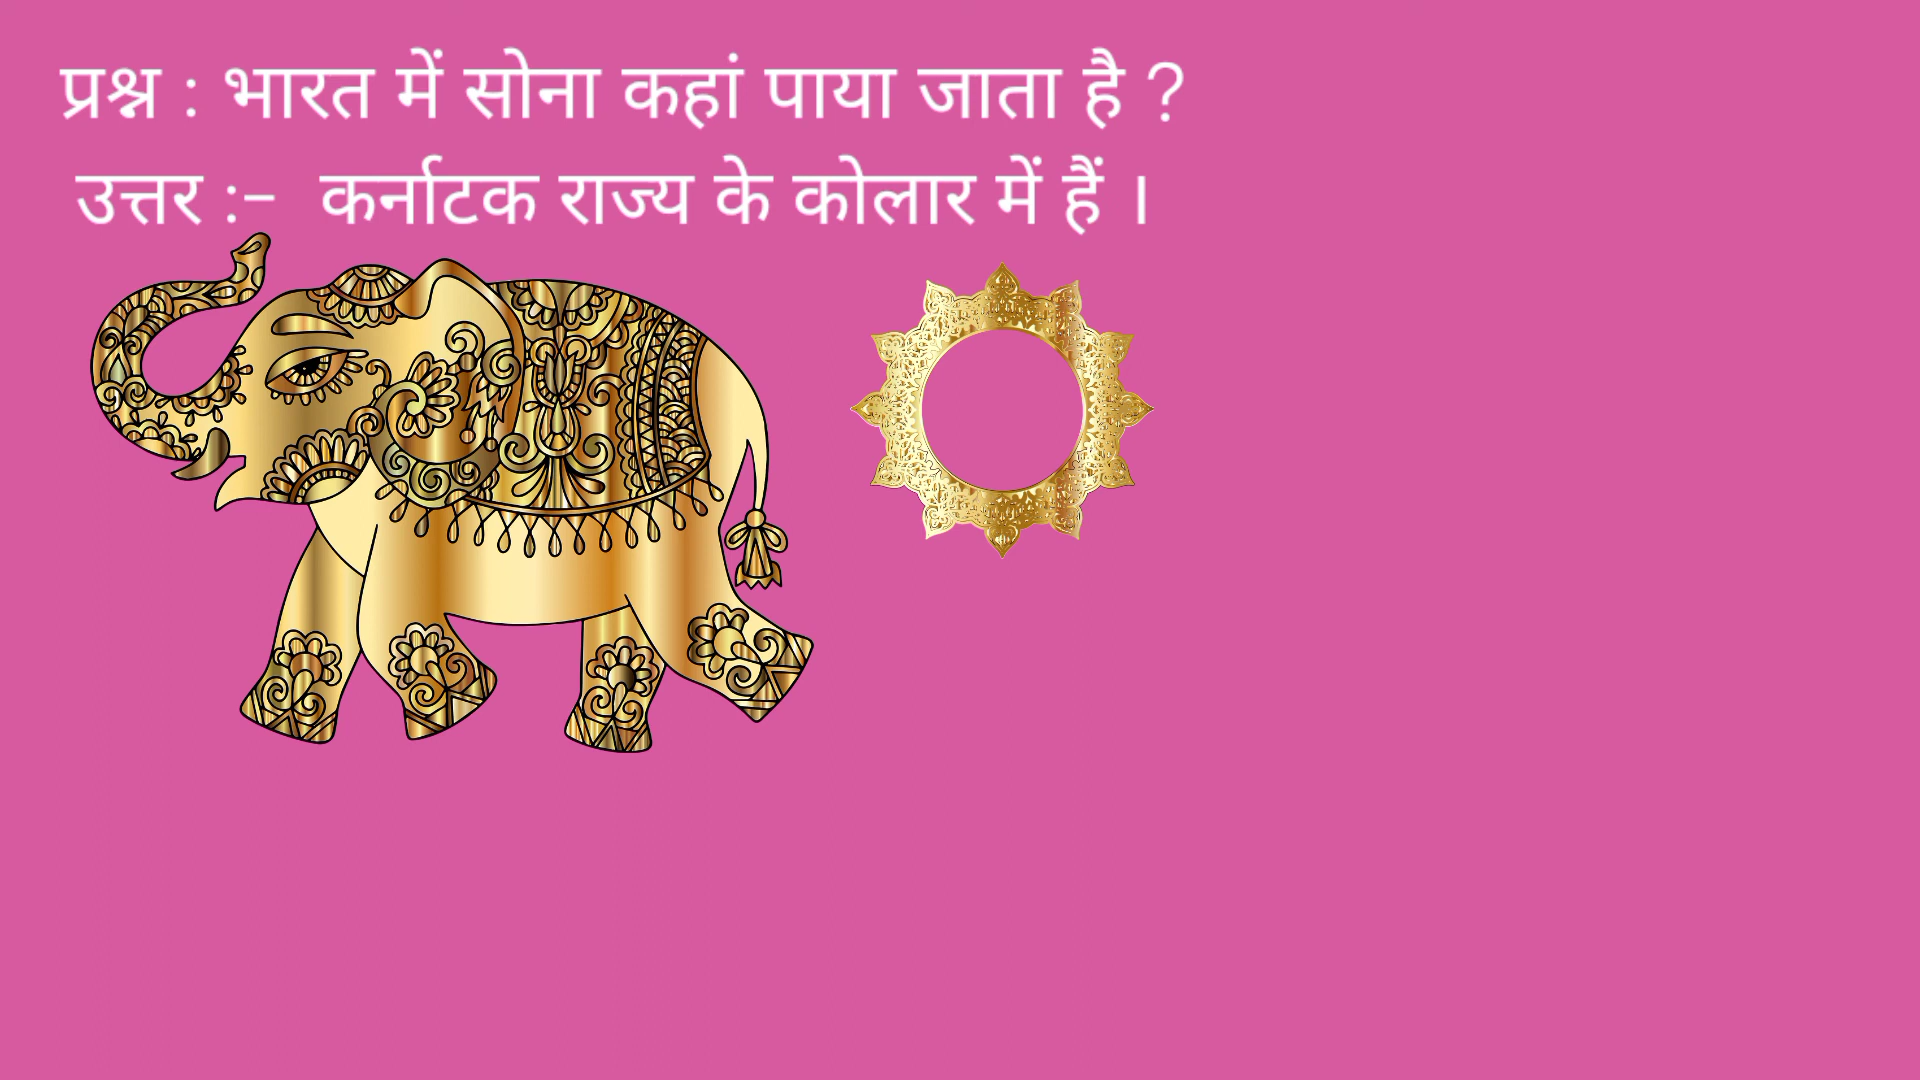 प्रश्न : भारत में सोना कहां पाया जाता है ?
उत्तर :– कर्नाटक राज्य के कोलार में हैं ।